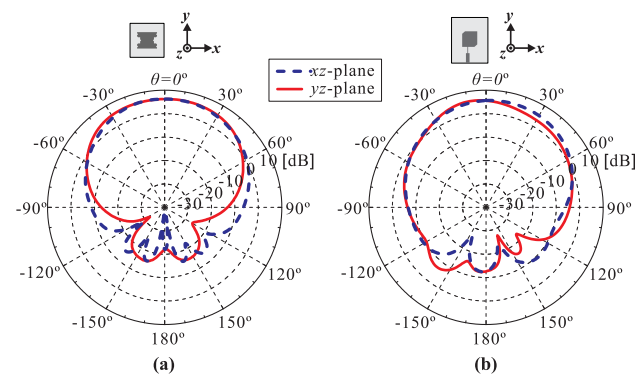 y
z
x
y
z
x
xz-plane
yz-plane
θ=0º
-30º
30º
-60º
60º
-90º
90º
-120º
120º
-150º
150º
180º
10 [dB]
0
-10
-20
-30
(a)
θ=0º
-30º
30º
-60º
60º
-90º
90º
-120º
120º
-150º
150º
180º
10 [dB]
0
-10
-20
-30
(b)